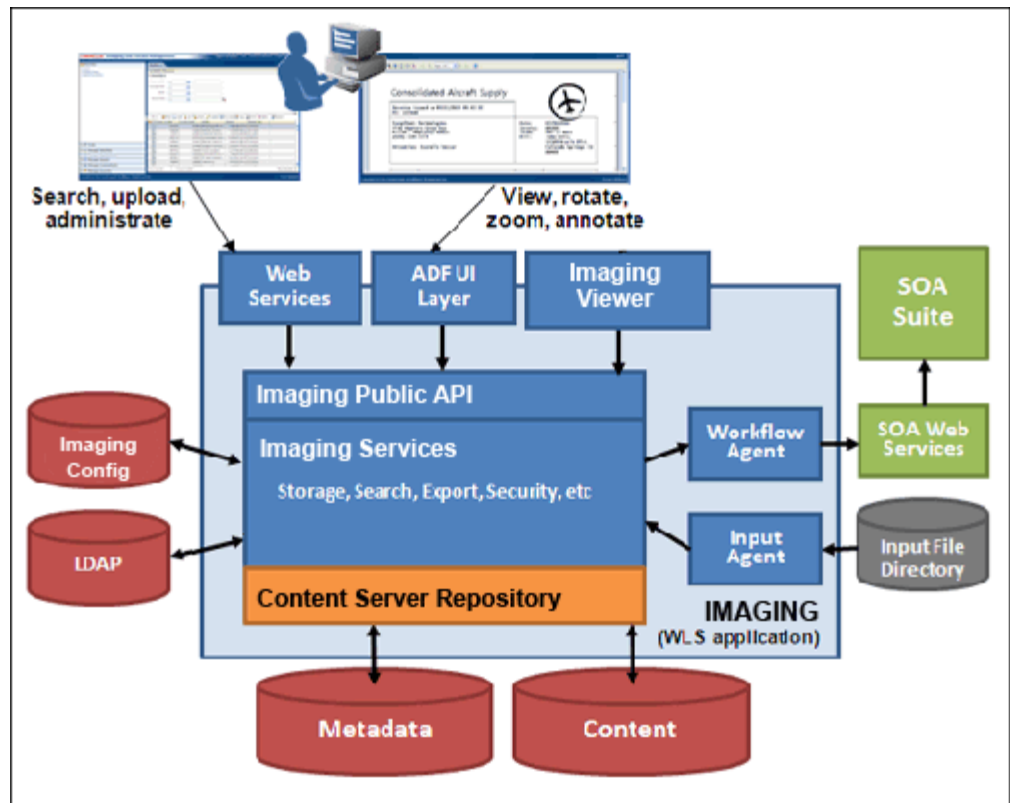 Consolidated Aircraft Supply
Search, upload,
administrate
View, rotate,
zoom, annotate
Web
Services
ADF UI
Layer
Imaging
Viewer
SOA
Suite
Imaging Public API
Imaging Services
Storage, Search, Export, Security, etc
Content Server Repository
Imaging
Config
LDAP
Workflow
Agent
SOA Web
Services
Input
Agent
Input File
Directory
IMAGING
(WLS application)
Metadata
Content